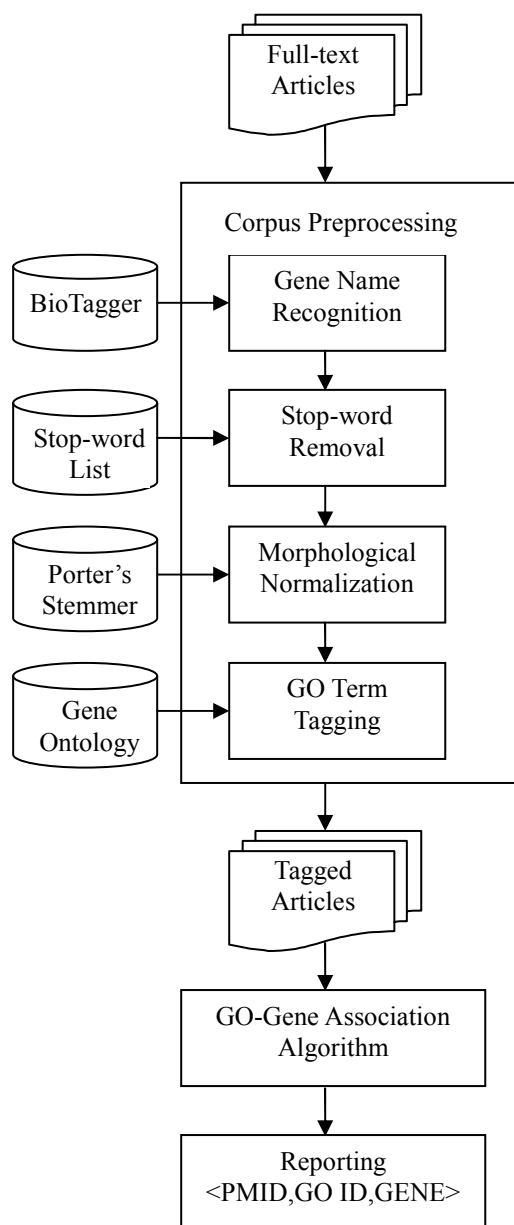 Full-text
Articles
Corpus Preprocessing
BioTagger
Gene Name
Recognition
Stop-word
List
Stop-word
Removal
Porter's
Stemmer
Morphological
Normalization
Gene
Ontology
GO Term
Tagging
Tagged
Articles
GO-Gene Association
Algorithm
Reporting
<PMID,GO ID,GENE>